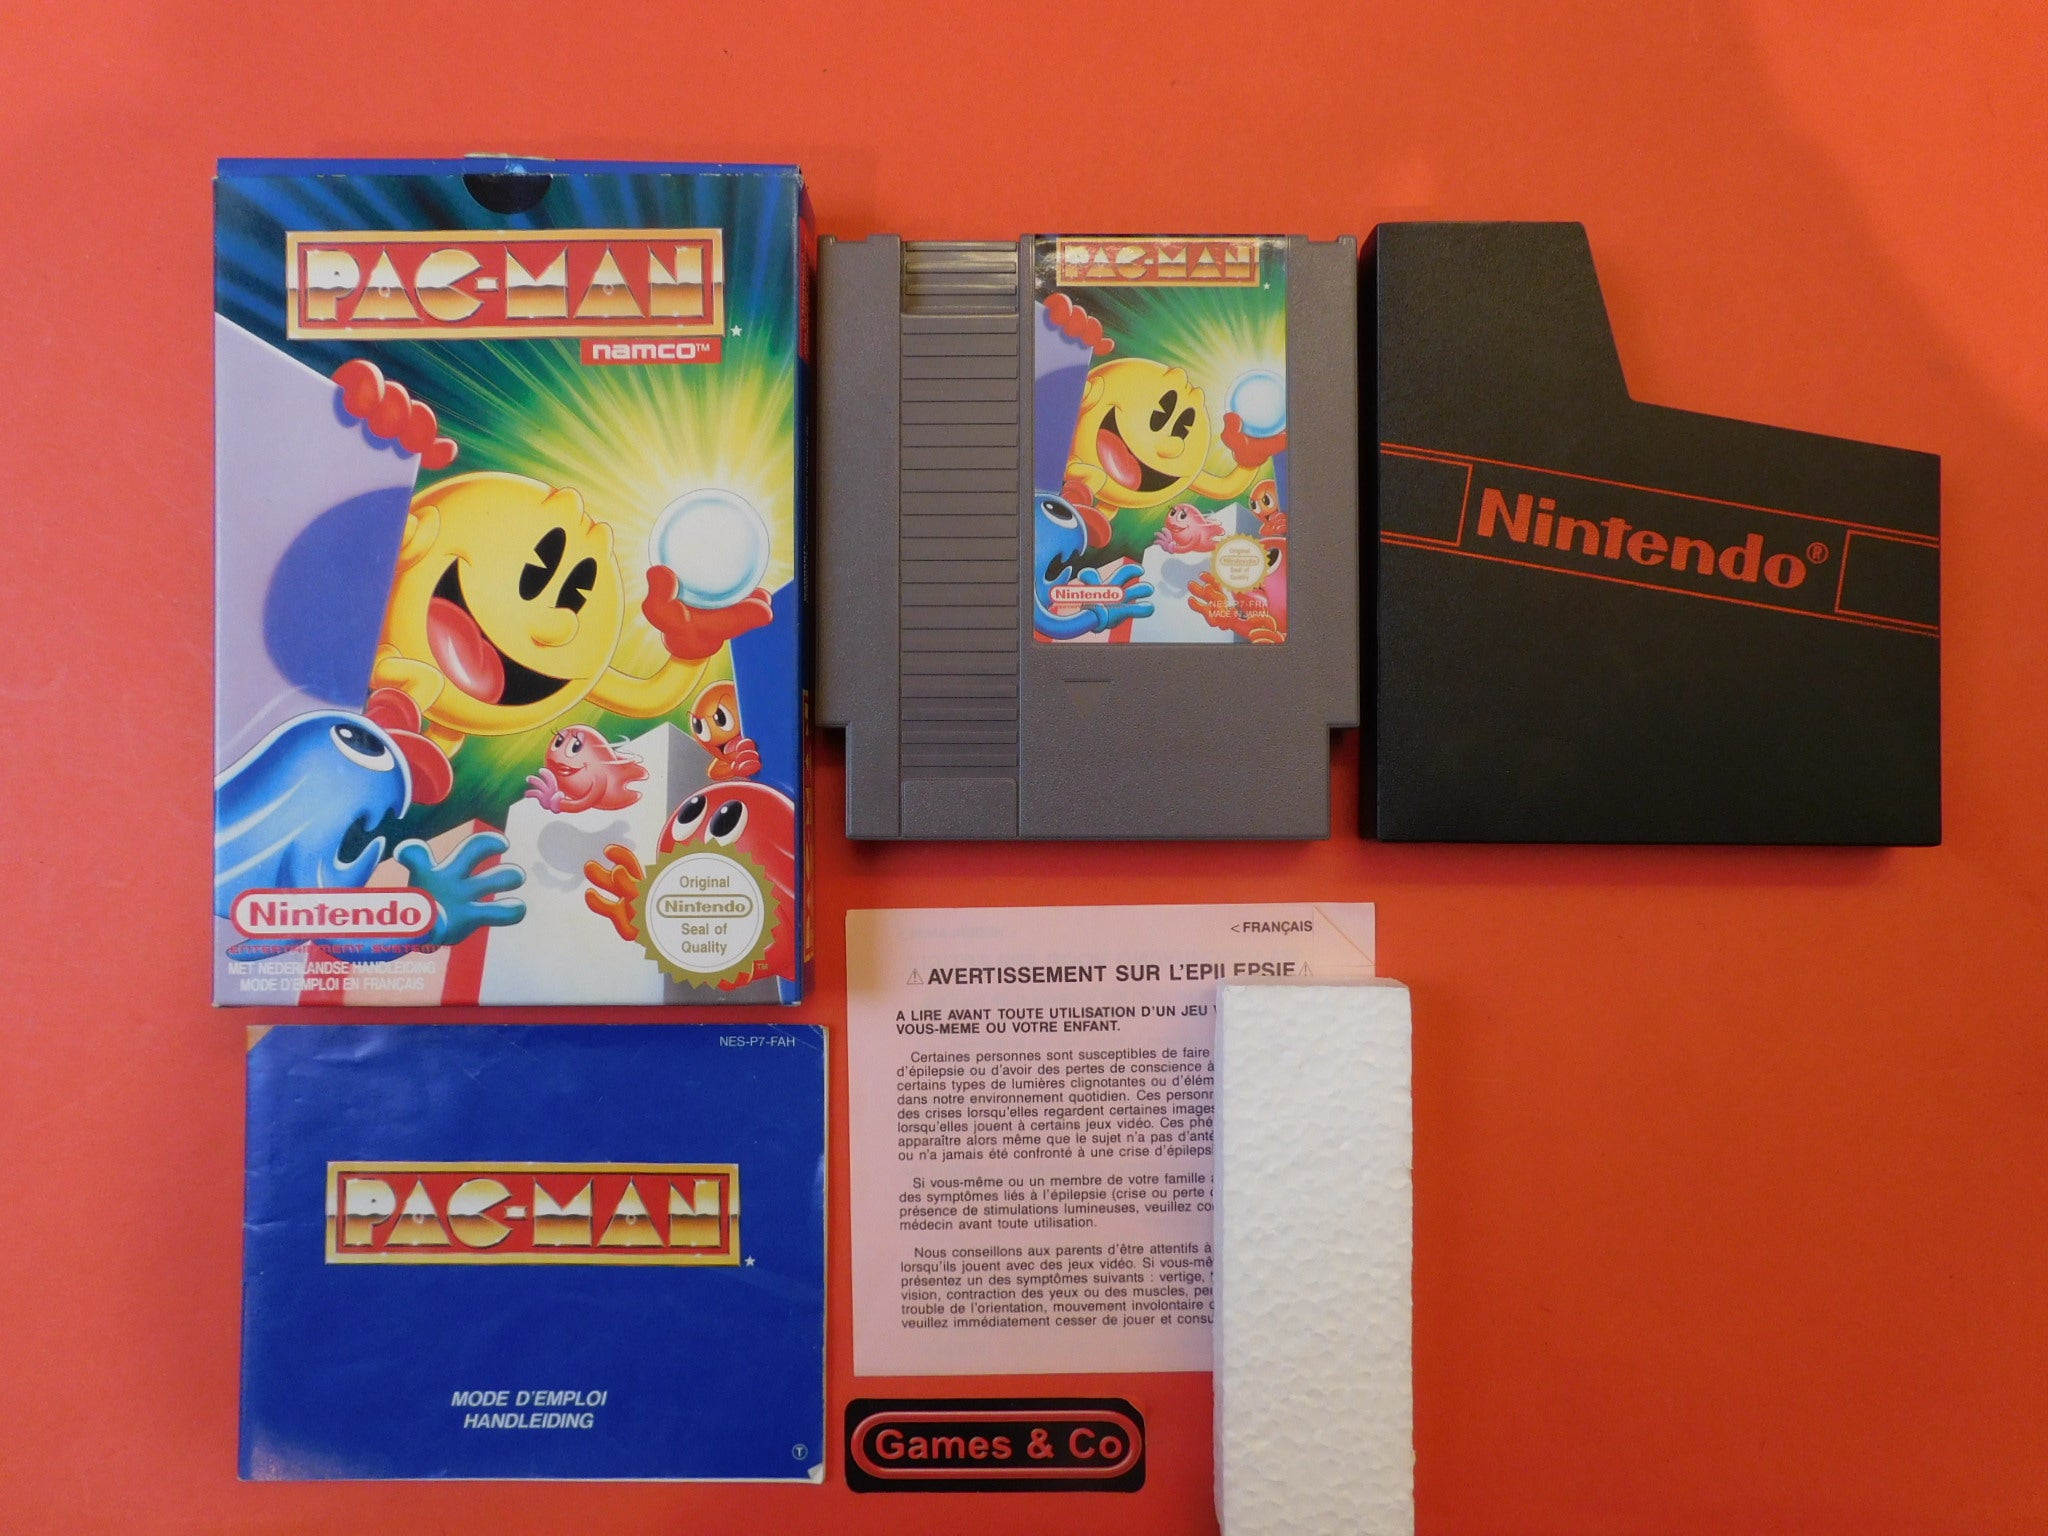 PAC-MAN
namco™
Original
Nintendo
Seal of
Quality
TM
Nintendo
ENTERTAINMENT SYSTEM
MET NEDERLANDSE HANDLEIDING
MODE D'EMPLOI EN FRANÇAIS
PAC-MAN
Original
Nintendo
Seal of
Quality
Nintendo
NES-P7-FRA
MADE IN JAPAN
Nintendo®
NES-P7-FAH
PAC-MAN
MODE D'EMPLOI
HANDLEIDING
T
< FRANÇAIS
⚠ AVERTISSEMENT SUR L'EPILEPSIE ⚠
A LIRE AVANT TOUTE UTILISATION D'UN JEU
VOUS-MEME OU VOTRE ENFANT.
Certaines personnes sont susceptibles de faire
d'épilepsie ou d'avoir des pertes de conscience à
certains types de lumières clignotantes ou d'élém
dans notre environnement quotidien. Ces personn
des crises lorsqu'elles regardent certaines images
lorsqu'elles jouent à certains jeux vidéo. Ces phé
apparaître alors même que le sujet n'a pas d'anté
ou n'a jamais été confronté à une crise d'épileps
Si vous-même ou un membre de votre famille
des symptômes liés à l'épilepsie (crise ou perte
présence de stimulations lumineuses, veuillez co
médecin avant toute utilisation.
Nous conseillons aux parents d'être attentifs à
lorsqu'ils jouent avec des jeux vidéo. Si vous-mê
présentez un des symptômes suivants : vertige,
vision, contraction des yeux ou des muscles, pe
trouble de l'orientation, mouvement involontaire
veuillez immédiatement cesser de jouer et consu
Games & Co